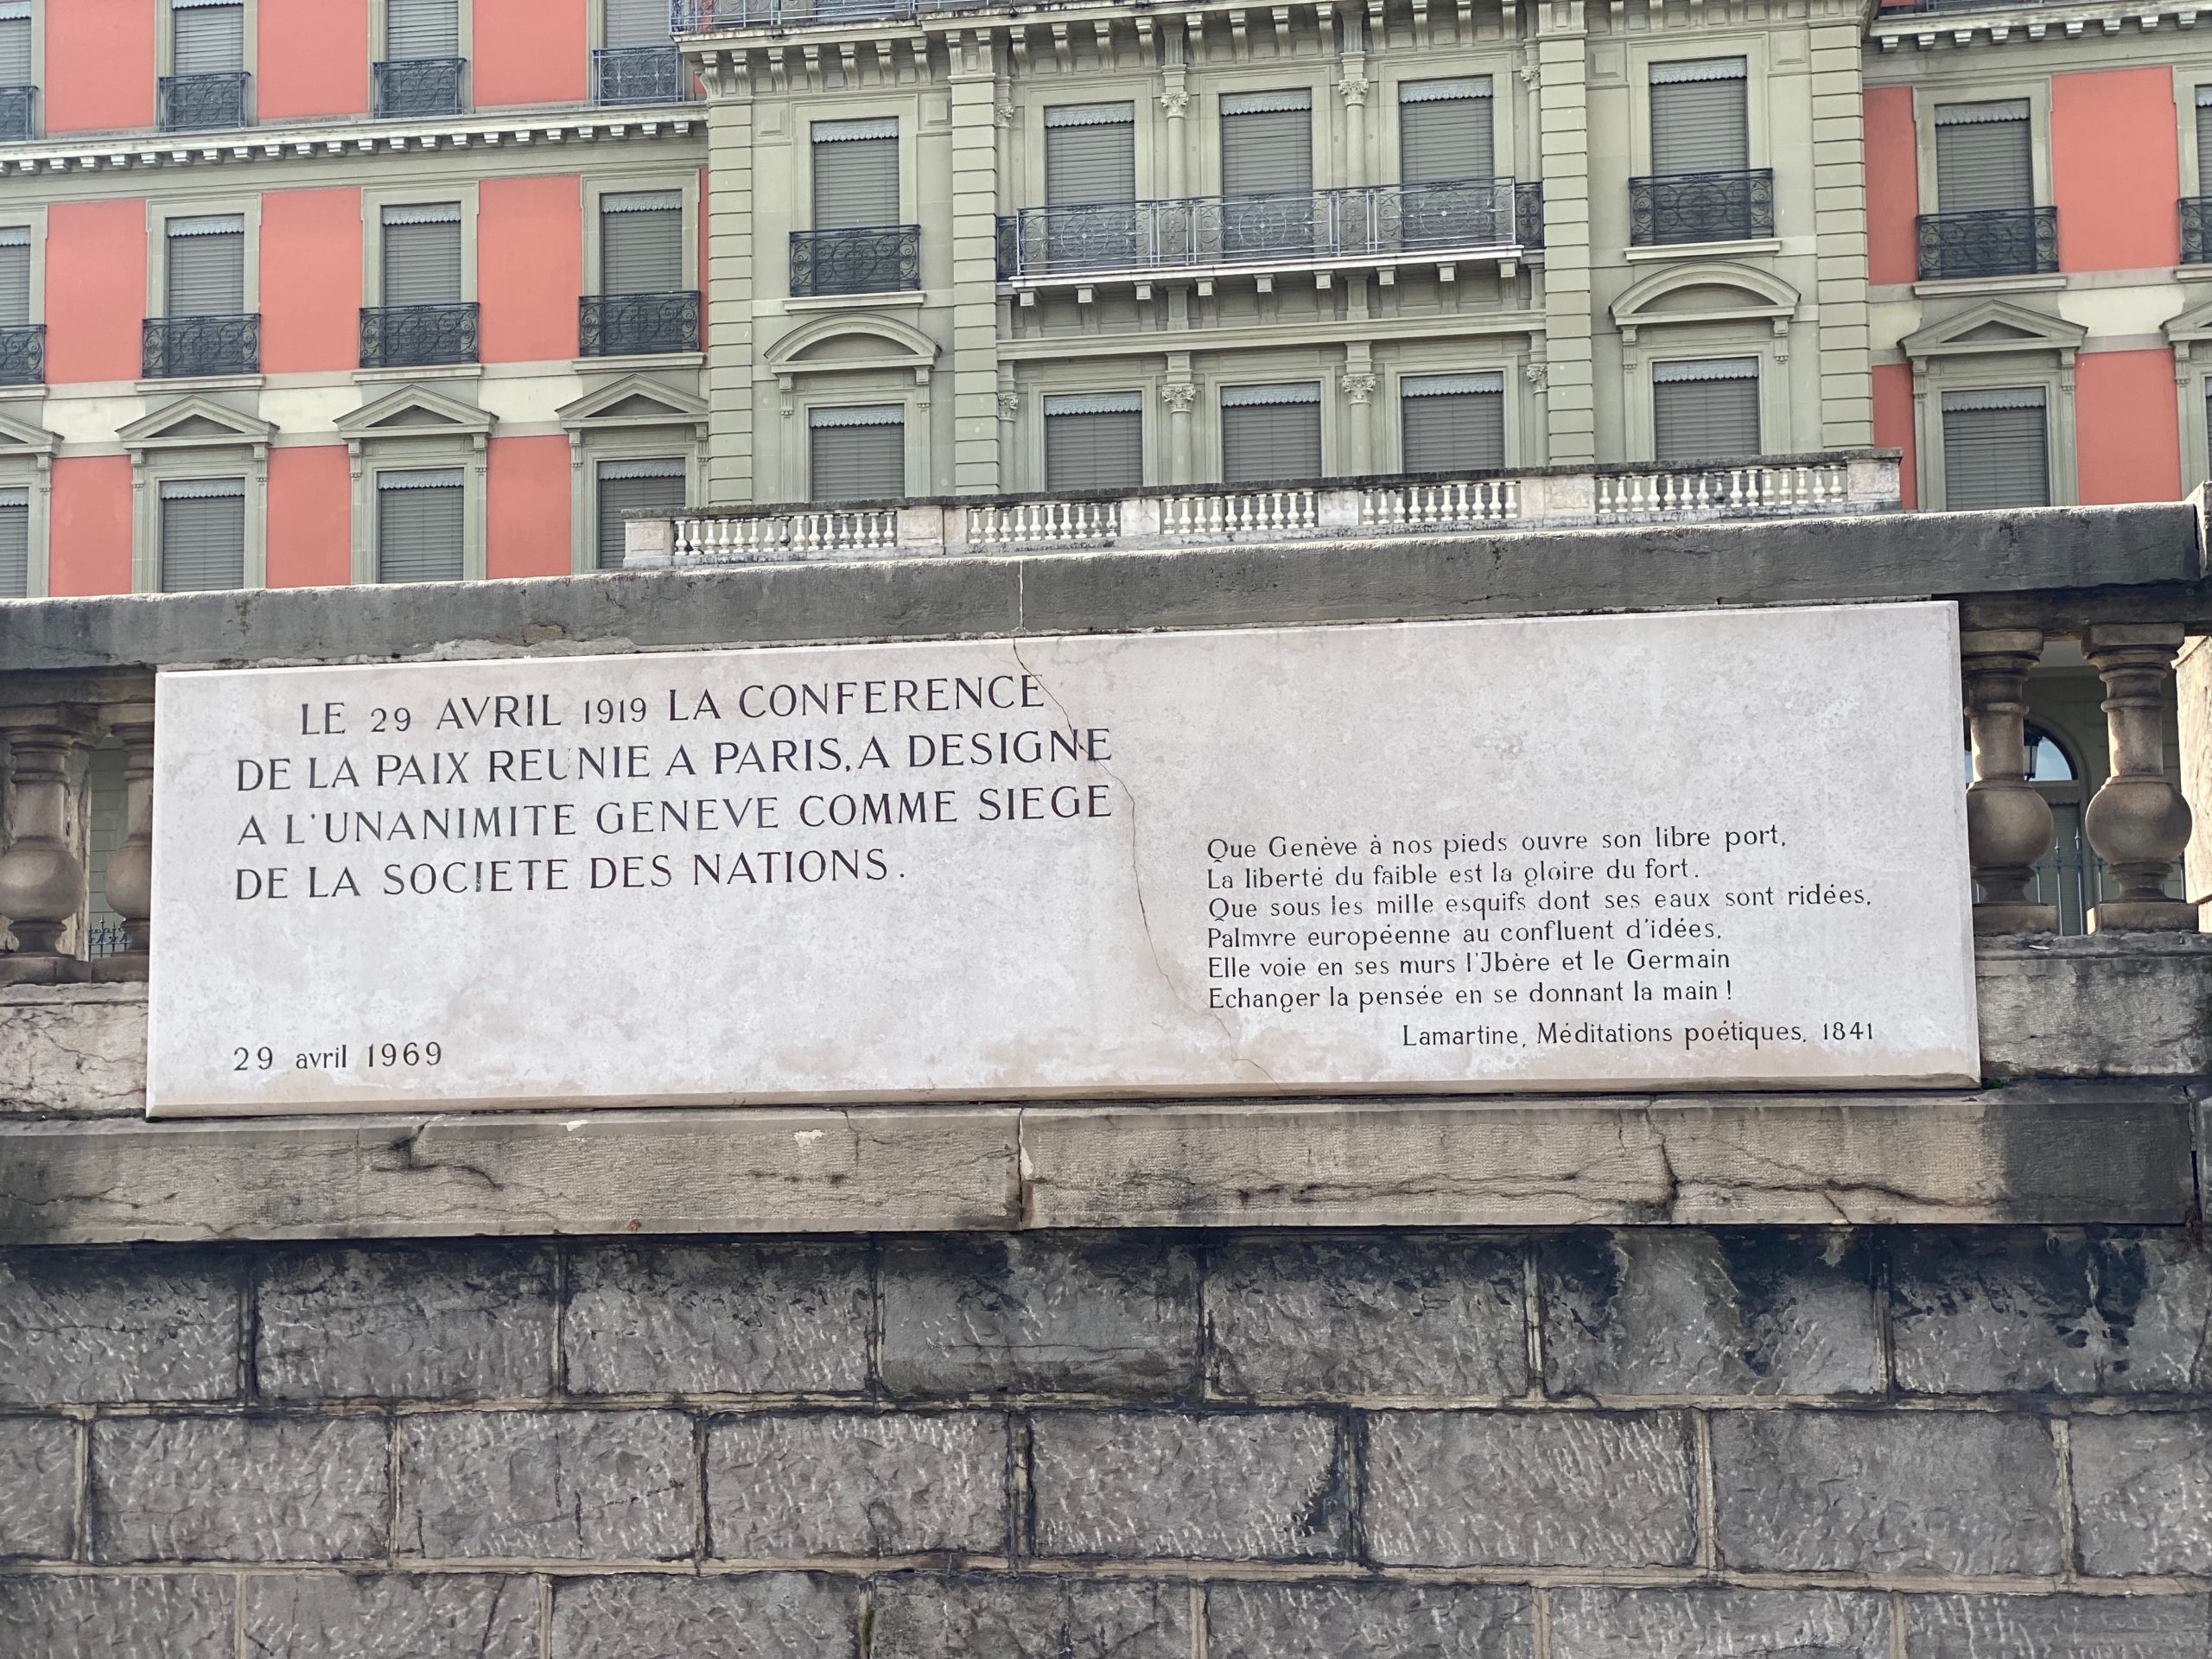 LE 29 AVRIL 1919 LA CONFERENCE
DE LA PAIX REUNIE A PARIS, A DESIGNE
A L'UNANIMITE GENEVE COMME SIEGE
DE LA SOCIETE DES NATIONS.
29 avril 1969
Que Genève à nos pieds ouvre son libre port,
La liberté du faible est la gloire du fort.
Que sous les mille esquifs dont ses eaux sont ridées,
Palmyre européenne au confluent d'idées,
Elle voie en ses murs l'Ibère et le Germain
Echanger la pensée en se donnant la main !
Lamartine, Méditations poétiques, 1841